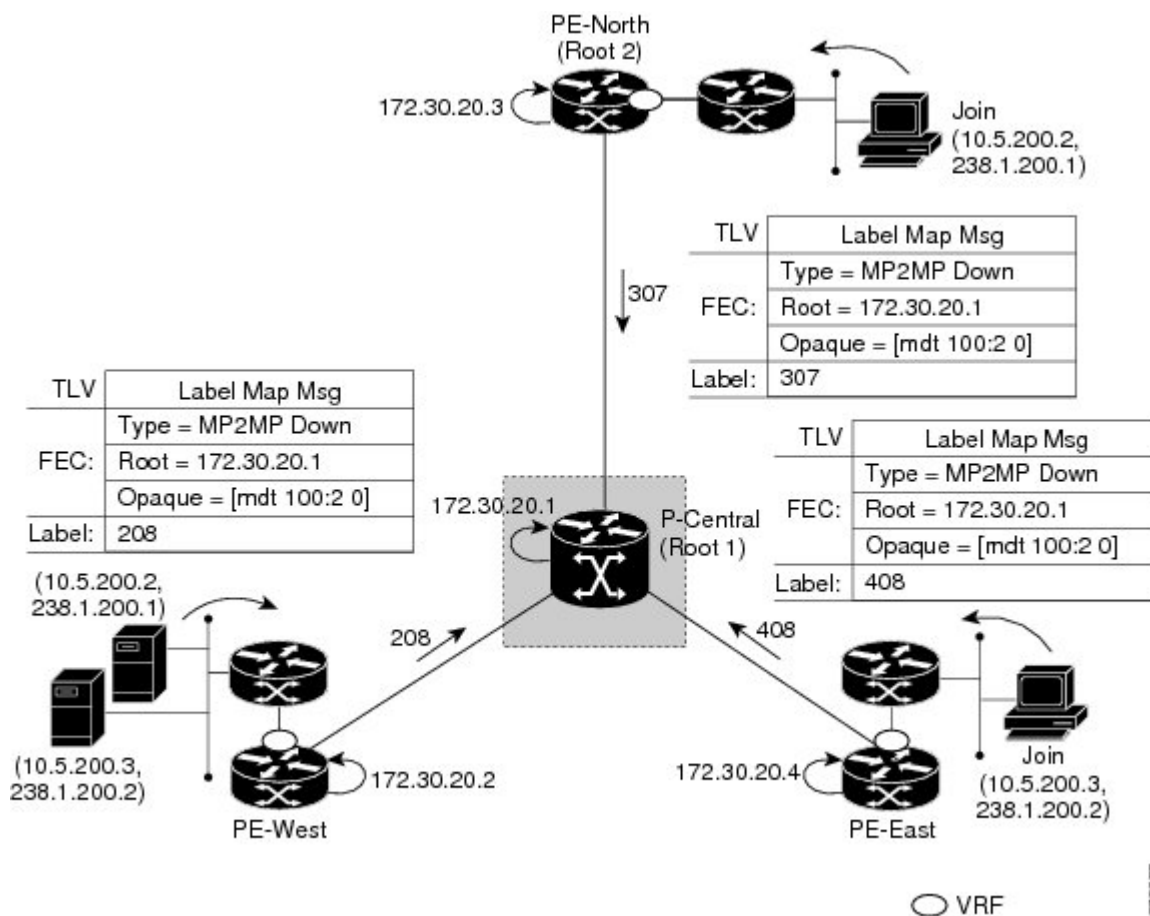 PE-North
(Root 2)
172.30.20.3
Join
(10.5.200.2,
238.1.200.1)
TLV Label Map Msg
Type = MP2MP Down
FEC: Root = 172.30.20.1
Opaque = [mdt 100:2 0]
Label: 307
307
TLV Label Map Msg
Type = MP2MP Down
FEC: Root = 172.30.20.1
Opaque = [mdt 100:2 0]
Label: 208
TLV Label Map Msg
Type = MP2MP Down
FEC: Root = 172.30.20.1
Opaque = [mdt 100:2 0]
Label: 408
172.30.20.1
P-Central
(Root 1)
(10.5.200.2,
238.1.200.1)
208
408
(10.5.200.3,
238.1.200.2)
172.30.20.2
PE-West
172.30.20.4
PE-East
Join
(10.5.200.3,
238.1.200.2)
VRF